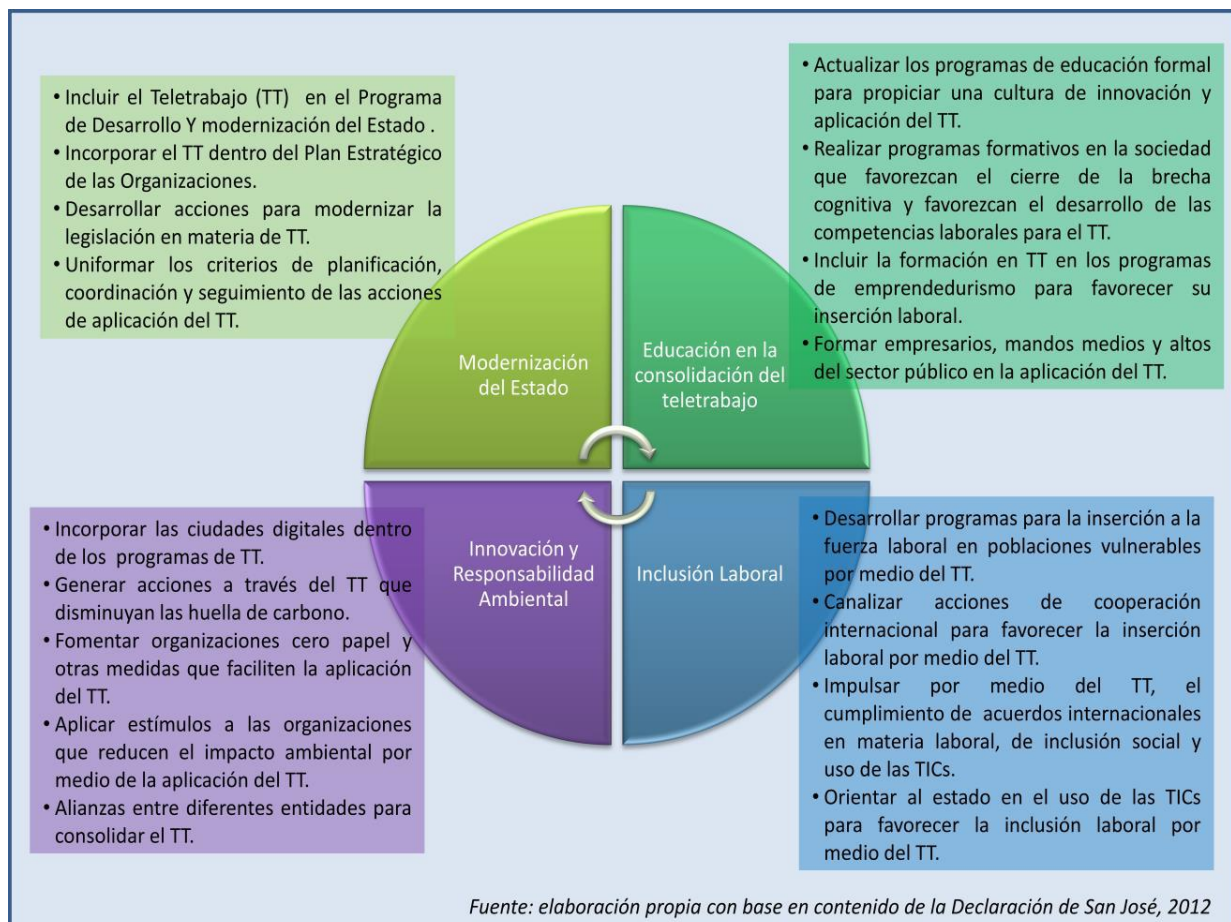 • Incluir el Teletrabajo (TT) en el Programa
de Desarrollo Y modernización del Estado .
• Incorporar el TT dentro del Plan Estratégico
de las Organizaciones.
• Desarrollar acciones para modernizar la
legislación en materia de TT.
• Uniformar los criterios de planificación,
coordinación y seguimiento de las acciones
de aplicación del TT.
• Actualizar los programas de educación formal
para propiciar una cultura de innovación y
aplicación del TT.
• Realizar programas formativos en la sociedad
que favorezcan el cierre de la brecha
cognitiva y favorezcan el desarrollo de las
competencias laborales para el TT.
• Incluir la formación en TT en los programas
de emprendedurismo para favorecer su
inserción laboral.
• Formar empresarios, mandos medios y altos
del sector público en la aplicación del TT.
Modernización
del Estado
Educación en la
consolidación del
teletrabajo
Innovación y
Responsabilidad
Ambiental
Inclusión Laboral
• Incorporar las ciudades digitales dentro
de los programas de TT.
• Generar acciones a través del TT que
disminuyan las huella de carbono.
• Fomentar organizaciones cero papel y
otras medidas que faciliten la aplicación
del TT.
• Aplicar estímulos a las organizaciones
que reducen el impacto ambiental por
medio de la aplicación del TT.
• Alianzas entre diferentes entidades para
consolidar el TT.
• Desarrollar programas para la inserción a la
fuerza laboral en poblaciones vulnerables
por medio del TT.
• Canalizar acciones de cooperación
internacional para favorecer la inserción
laboral por medio del TT.
• Impulsar por medio del TT, el
cumplimiento de acuerdos internacionales
en materia laboral, de inclusión social y
uso de las TICs.
• Orientar al estado en el uso de las TICs
para favorecer la inclusión laboral por
medio del TT.
Fuente: elaboración propia con base en contenido de la Declaración de San José, 2012